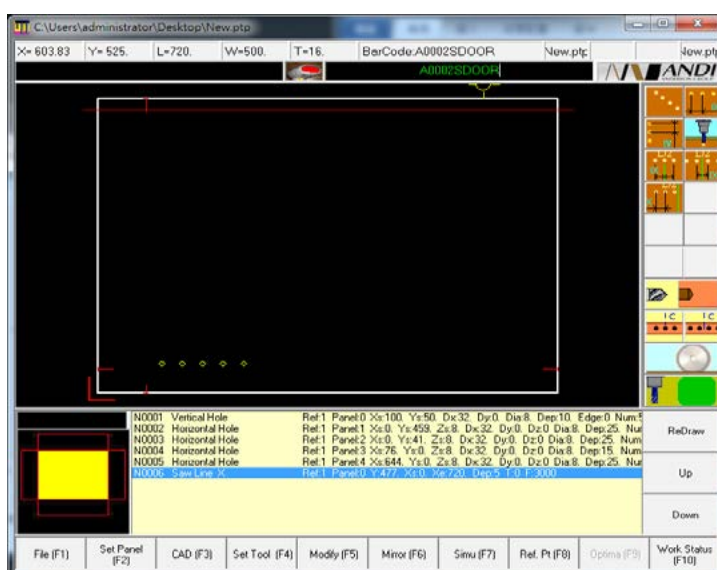 C:\Users\administrator\Desktop\New.ptp
X= 603.83 Y= 525. L=720. W=500. T=16. BarCode:A0002SDOOR New.ptp New.pt
A0002SDOOR ANDI
N0001 Vertical Hole Ref:1 Panel:0 Xs:100. Ys:50. Dx:32. Dy:0. Dia:8. Dep:10. Edge:0 Num:5
N0002 Horizontal Hole Ref:1 Panel:1 Xs:0. Ys:459. Zs:8. Dx:32. Dy:0. Dz:0 Dia:8. Dep:25. Nur
N0003 Horizontal Hole Ref:1 Panel:2 Xs:0. Ys:41. Zs:8. Dx:32. Dy:0. Dz:0 Dia:8. Dep:25. Num
N0004 Horizontal Hole Ref:1 Panel:3 Xs:76. Ys:0. Zs:8. Dx:32. Dy:0. Dz:0 Dia:8. Dep:15. Num
N0005 Horizontal Hole Ref:1 Panel:4 Xs:644. Ys:0. Zs:8. Dx:32. Dy:0. Dz:0 Dia:8. Dep:25. Nur
N0006 Saw Line X Ref:1 Panel:0 Y:477. Xs:0. Xe:720. Dep:5 T:0 F:3000
ReDraw
Up
Down
File (F1) Set Panel (F2) CAD (F3) Set Tool (F4) Modify (F5) Mirror (F6) Simu (F7) Ref. Pt (F8) Optima (F9) Work Status (F10)